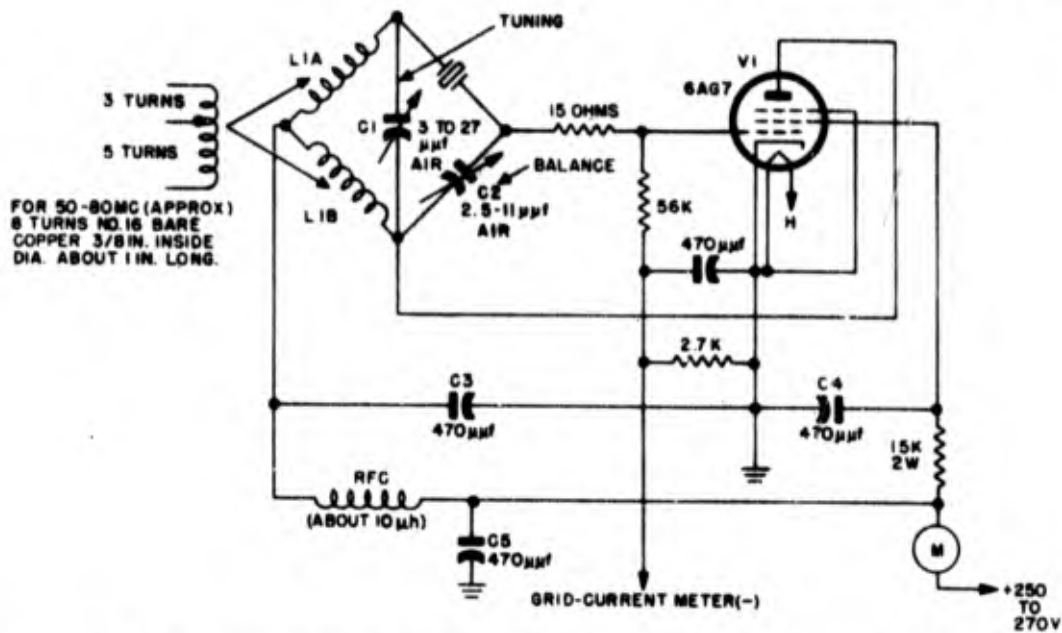 TUNING
V1
6AG7
L1A
3 TURNS
5 TURNS
C1
3 TO 27
μμf
AIR
15 OHMS
BALANCE
C2
2.5-11μμf
AIR
L1B
56K
H
FOR 50-80MC (APPROX)
8 TURNS NO.16 BARE
COPPER 3/8IN. INSIDE
DIA. ABOUT 1 IN. LONG.
470μμf
2.7K
C3
470μμf
C4
470μμf
15K
2W
RFC
(ABOUT 10μh)
C5
470μμf
M
GRID-CURRENT METER(-)
+250
TO
270V